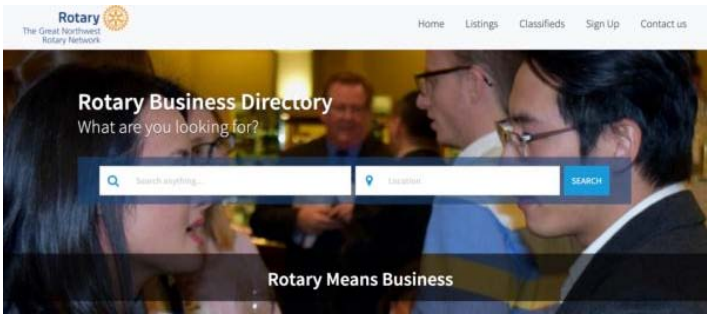 Rotary
The Great Northwest
Rotary Network
Home Listings Classifieds Sign Up Contact us
Rotary Business Directory
What are you looking for?
Search anything...
Location
SEARCH
Rotary Means Business